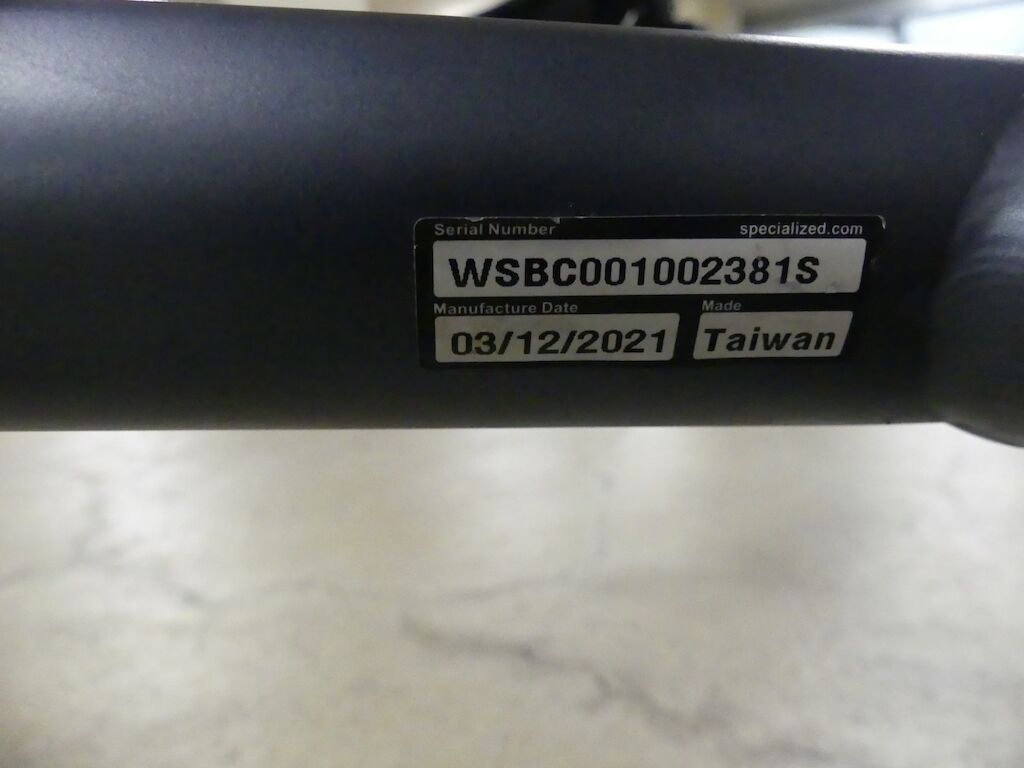 Serial Number specialized.com
WSBC001002381S
Manufacture Date Made
03/12/2021 Taiwan